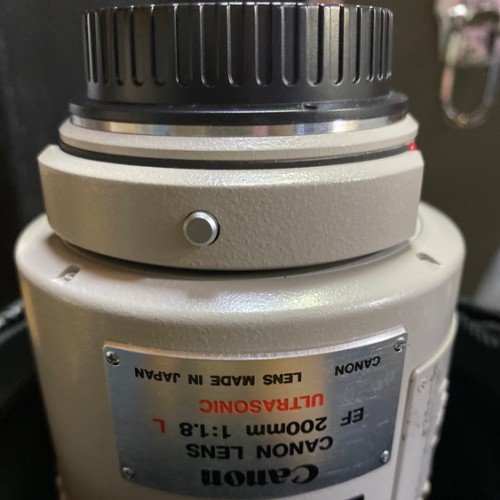 Canon
CANON LENS
EF 200mm 1:1.8 L
ULTRASONIC
CANON LENS MADE IN JAPAN